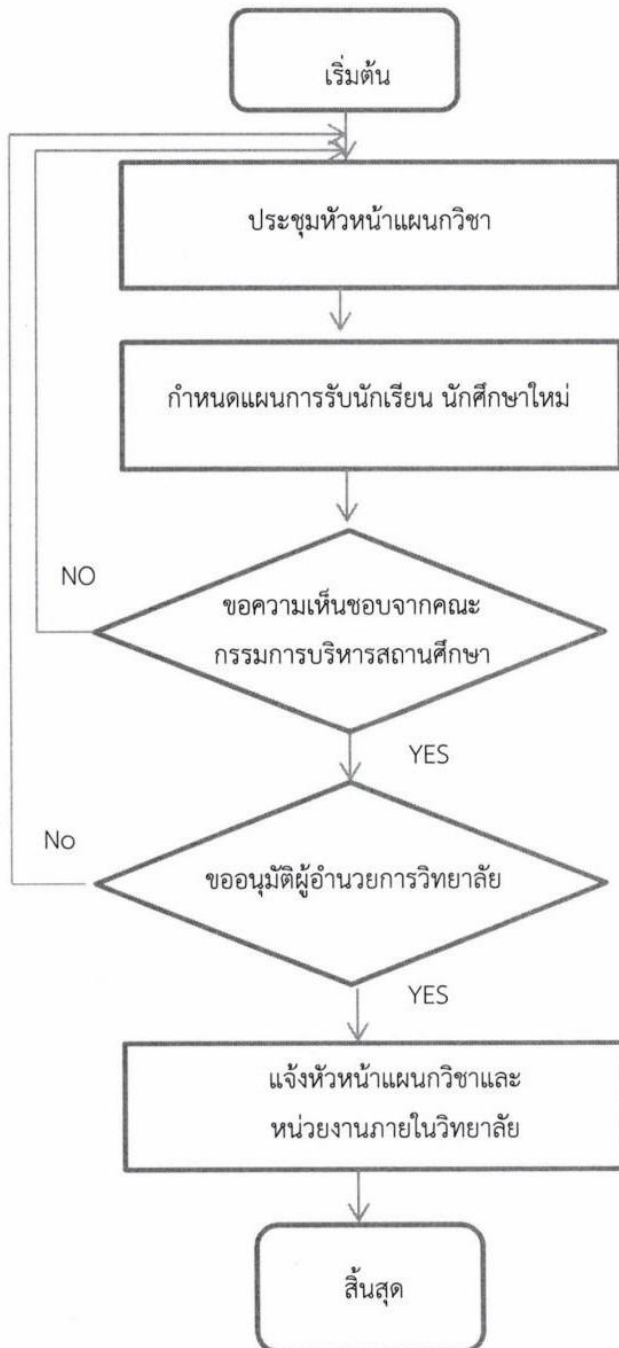 เริ่มต้น
ประชุมหัวหน้าแผนกวิชา
กำหนดแผนการรับนักเรียน นักศึกษาใหม่
NO
ขอความเห็นชอบจากคณะ
กรรมการบริหารสถานศึกษา
YES
No
ขออนุมัติผู้อำนวยการวิทยาลัย
YES
แจ้งหัวหน้าแผนกวิชาและ
หน่วยงานภายในวิทยาลัย
สิ้นสุด